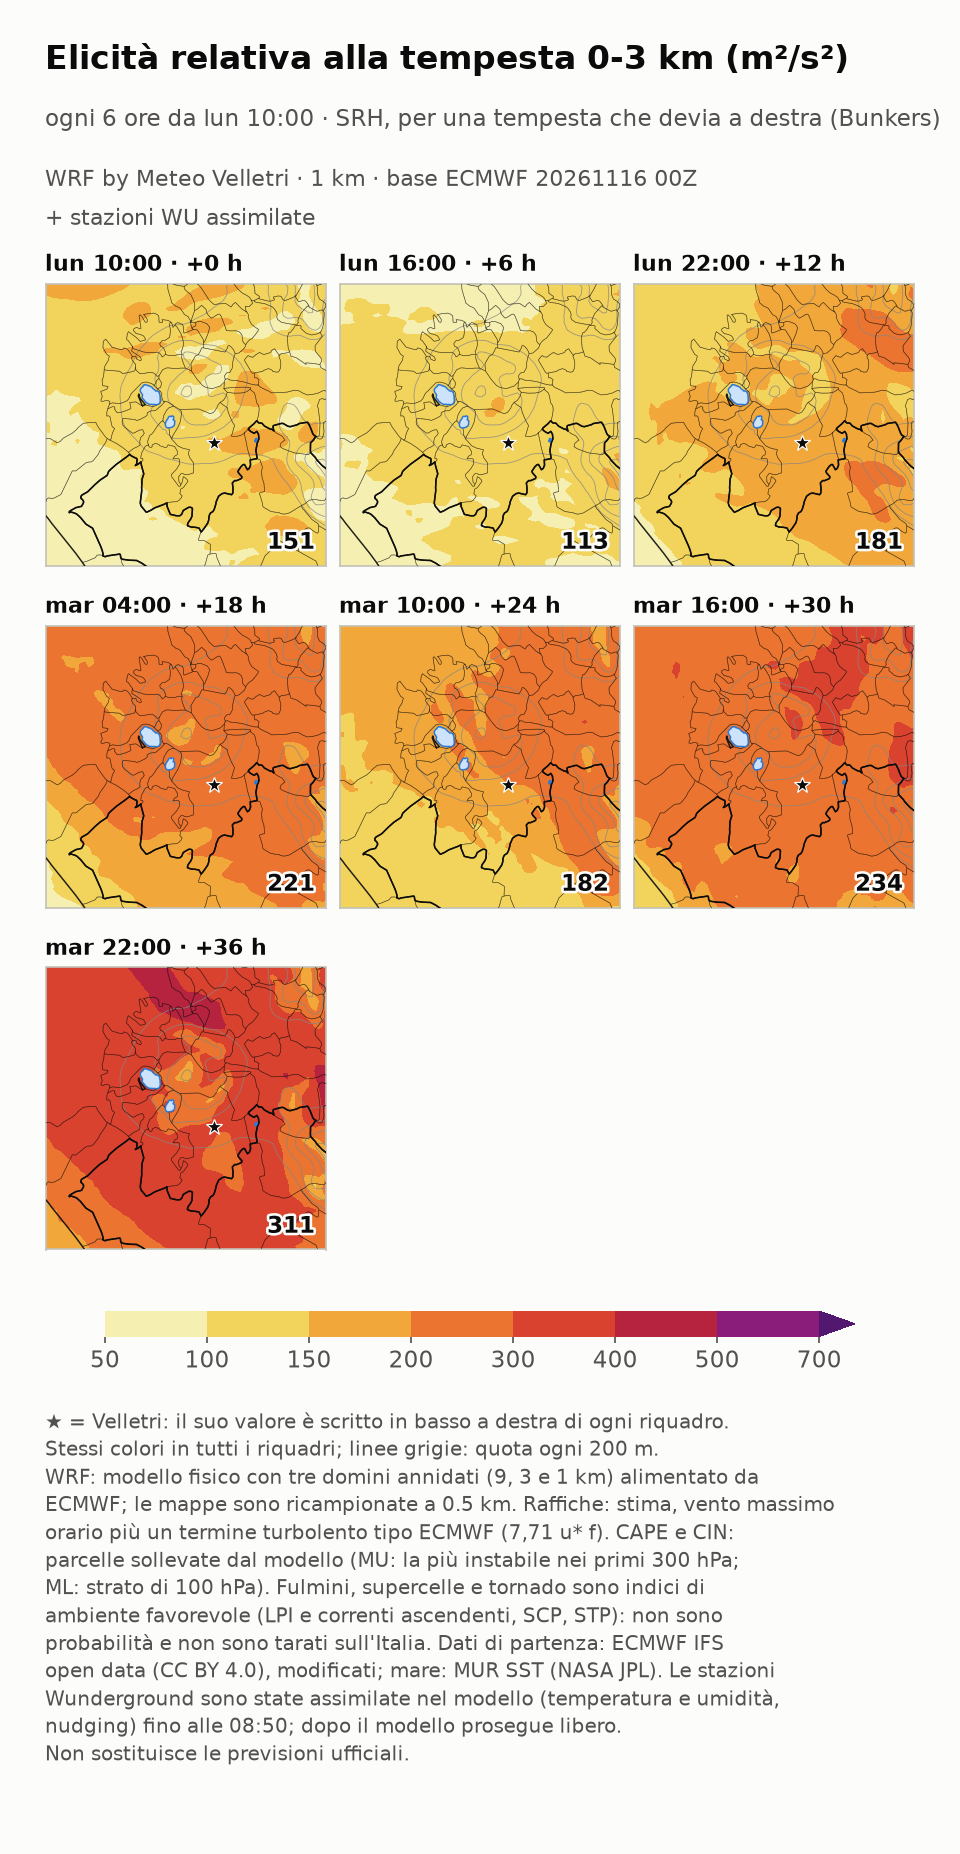 Elicità relativa alla tempesta 0-3 km (m²/s²)
ogni 6 ore da lun 10:00 · SRH, per una tempesta che devia a destra (Bunkers)
WRF by Meteo Velletri · 1 km · base ECMWF 20261116 00Z
+ stazioni WU assimilate
lun 10:00 · +0 h
lun 16:00 · +6 h
lun 22:00 · +12 h
151
113
181
mar 04:00 · +18 h
mar 10:00 · +24 h
mar 16:00 · +30 h
221
182
234
mar 22:00 · +36 h
311
50 100 150 200 300 400 500 700
★ = Velletri: il suo valore è scritto in basso a destra di ogni riquadro.
Stessi colori in tutti i riquadri; linee grigie: quota ogni 200 m.
WRF: modello fisico con tre domini annidati (9, 3 e 1 km) alimentato da
ECMWF; le mappe sono ricampionate a 0.5 km. Raffiche: stima, vento massimo
orario più un termine turbolento tipo ECMWF (7,71 u* f). CAPE e CIN:
parcelle sollevate dal modello (MU: la più instabile nei primi 300 hPa;
ML: strato di 100 hPa). Fulmini, supercelle e tornado sono indici di
ambiente favorevole (LPI e correnti ascendenti, SCP, STP): non sono
probabilità e non sono tarati sull'Italia. Dati di partenza: ECMWF IFS
open data (CC BY 4.0), modificati; mare: MUR SST (NASA JPL). Le stazioni
Wunderground sono state assimilate nel modello (temperatura e umidità,
nudging) fino alle 08:50; dopo il modello prosegue libero.
Non sostituisce le previsioni ufficiali.